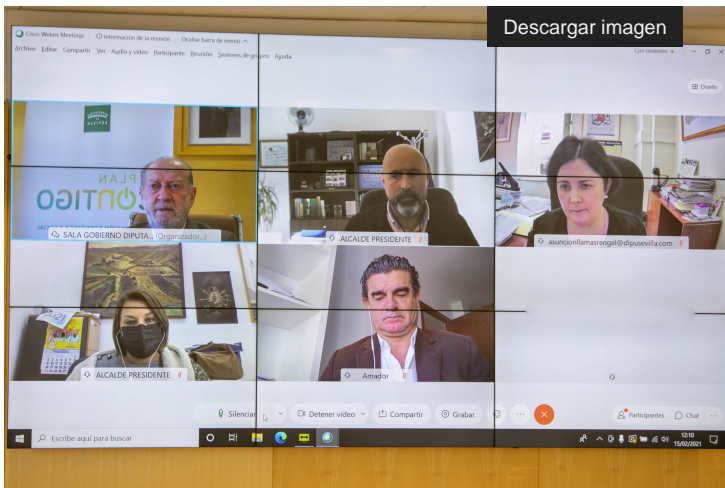 Descargar imagen
Cisco Webex Meetings
Información de la reunión
Ocultar barra de menús
Con conexión
Archivo Editar Compartir Ver Audio y vídeo Participante Reunión Sesiones de grupos Ayuda
Diseño
SEVILLA
PLAN
CONTIGO
SALA GOBIERNO DIPUTA... (Organizador...)
ALCALDE PRESIDENTE
asuncionllamasrengel@dipusevilla.com
ALCALDE PRESIDENTE
Amador
Silenciar
Detener vídeo
Compartir
Grabar
Participantes
Chat
Escribe aquí para buscar
12:10
15/02/2021